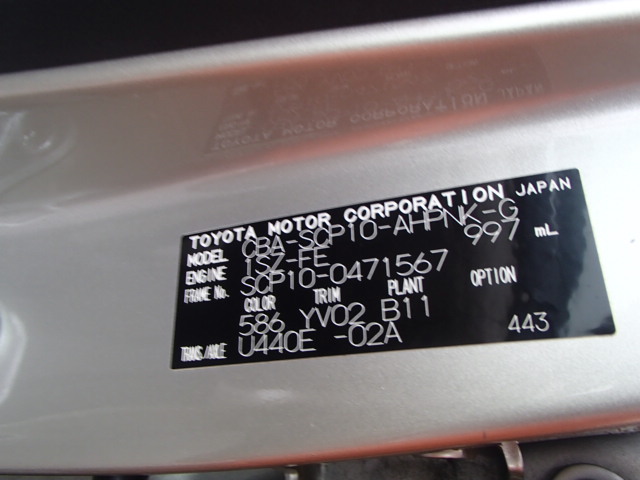 TOYOTA MOTOR CORPORATION JAPAN
MODEL CBA-SCP10-AHPNK-G
ENGINE 1SZ-FE 997 mL
FRAME No. SCP10-0471567
COLOR TRIM PLANT OPTION
586 YV02 B11
TRANS/AXLE U440E -02A 443